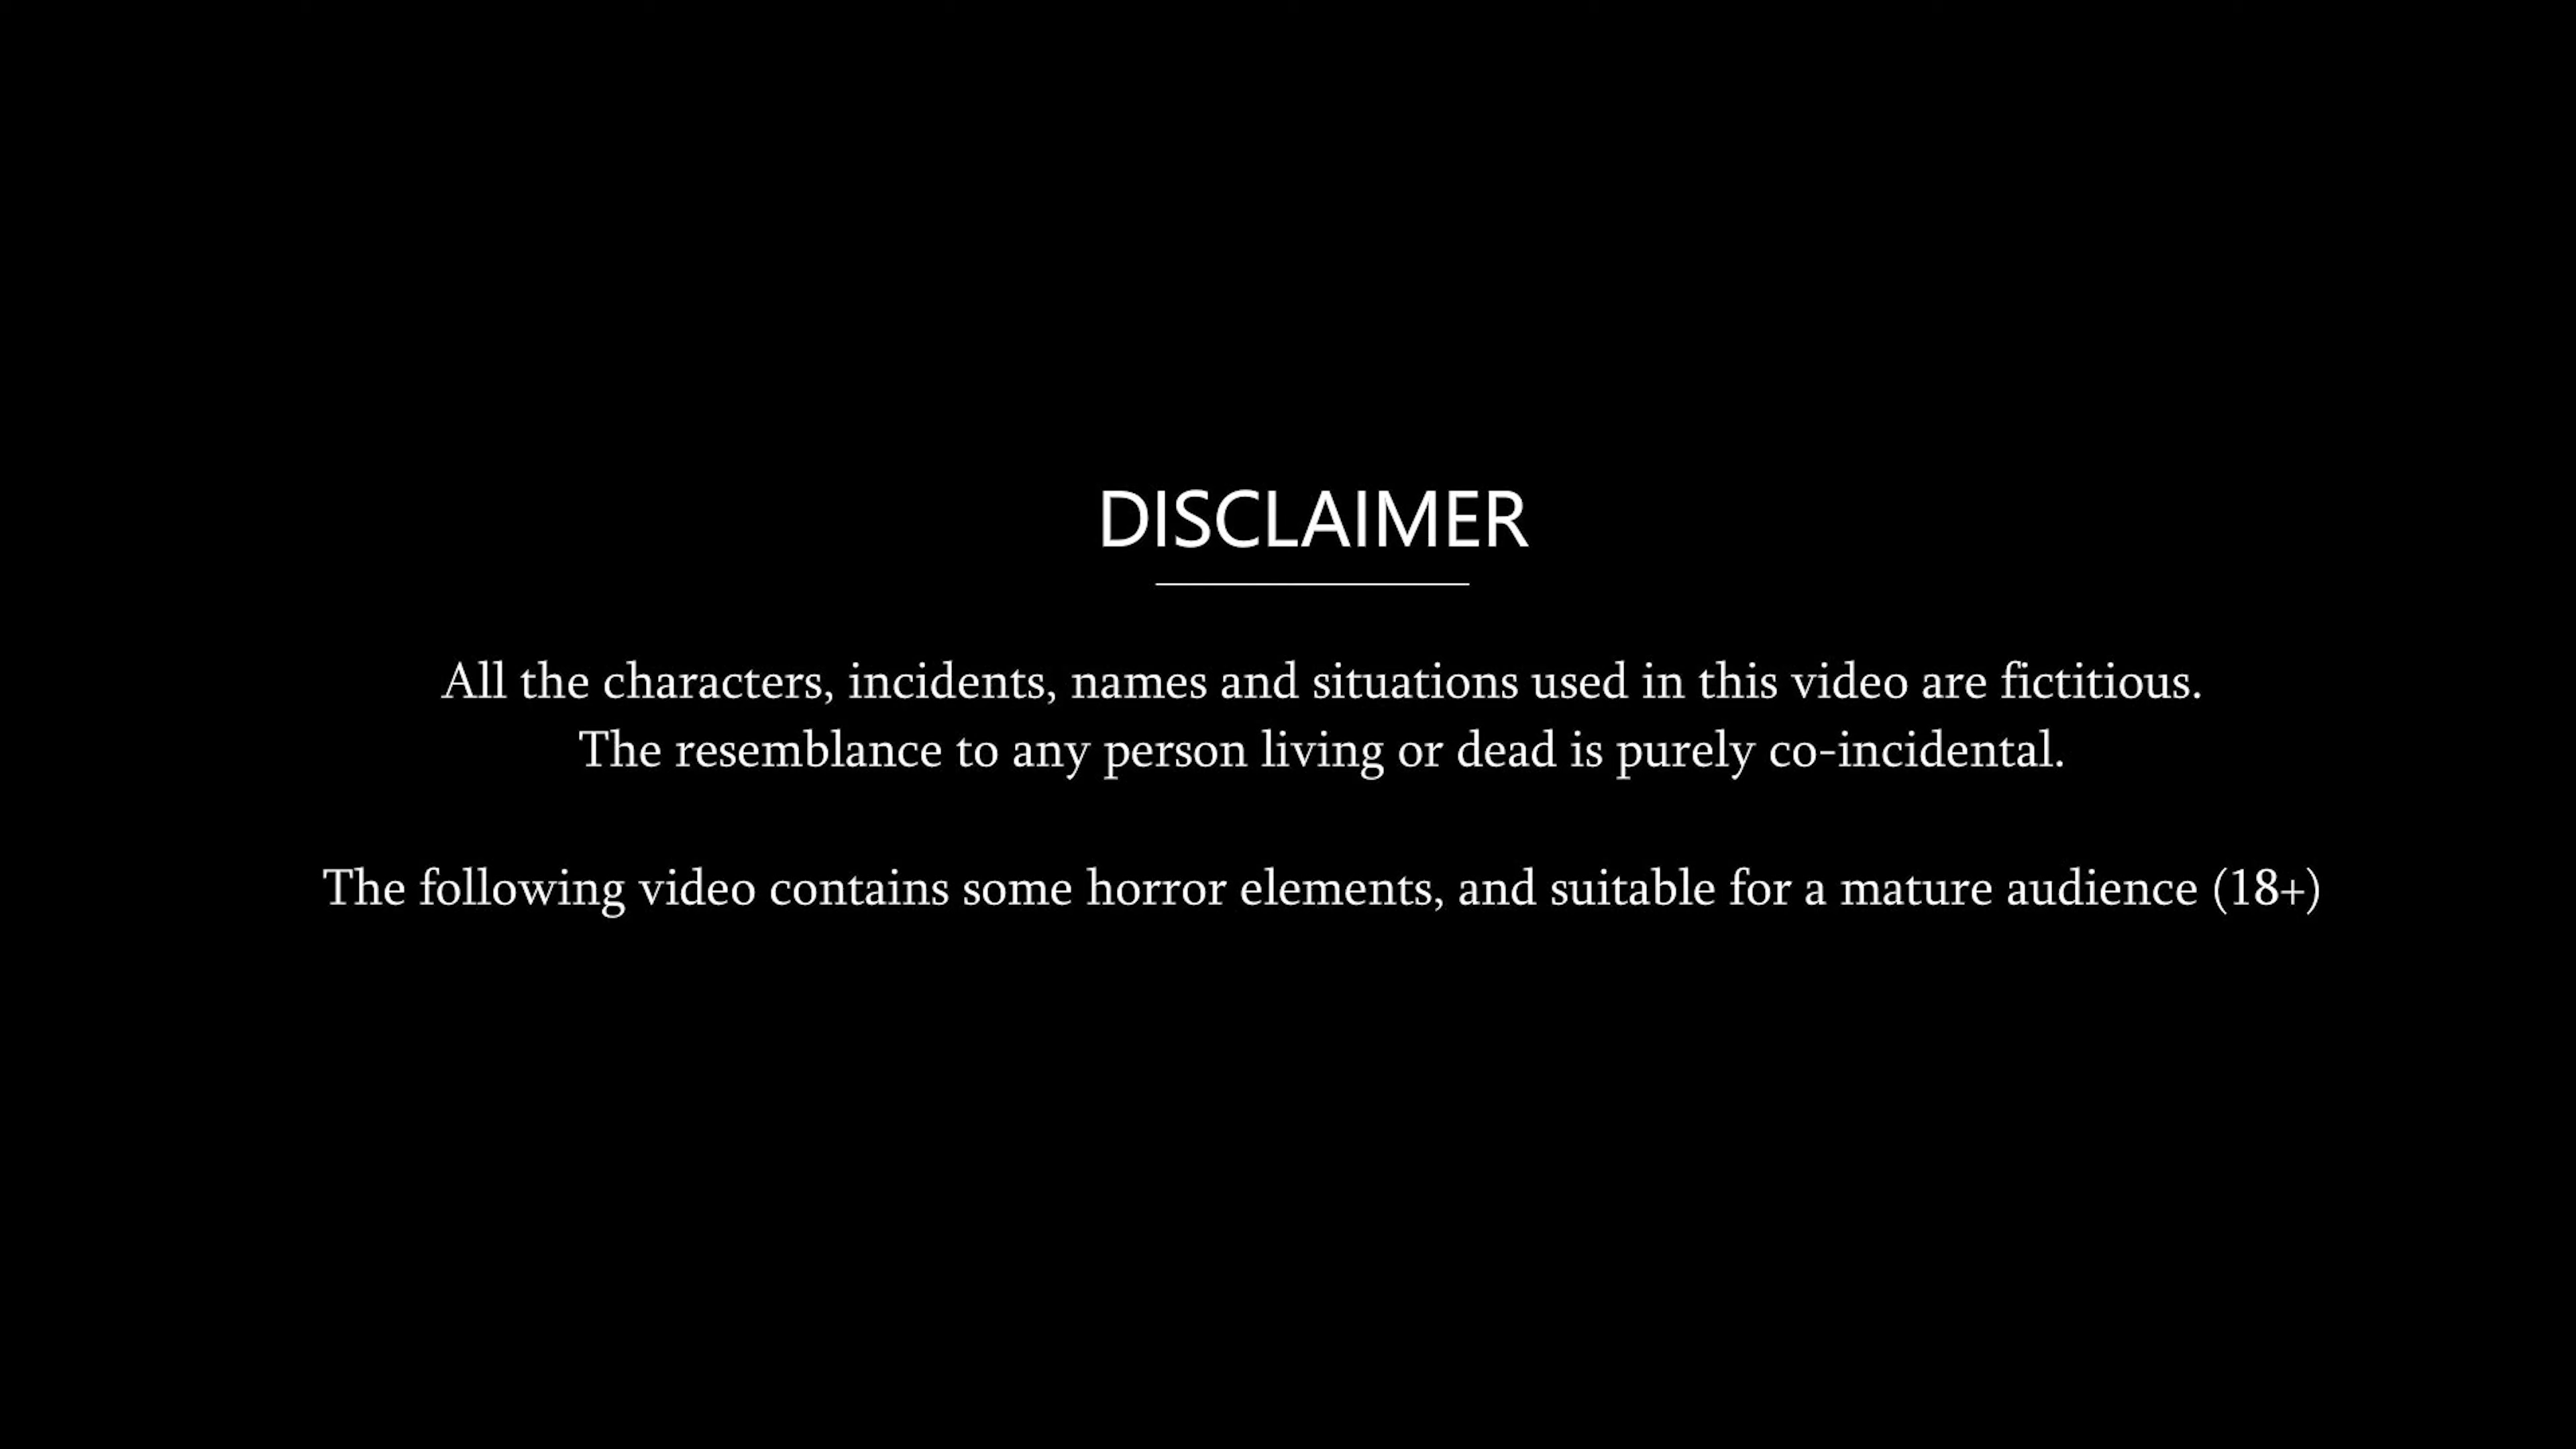 DISCLAIMER
All the characters, incidents, names and situations used in this video are fictitious.
The resemblance to any person living or dead is purely co-incidental.
The following video contains some horror elements, and suitable for a mature audience (18+)